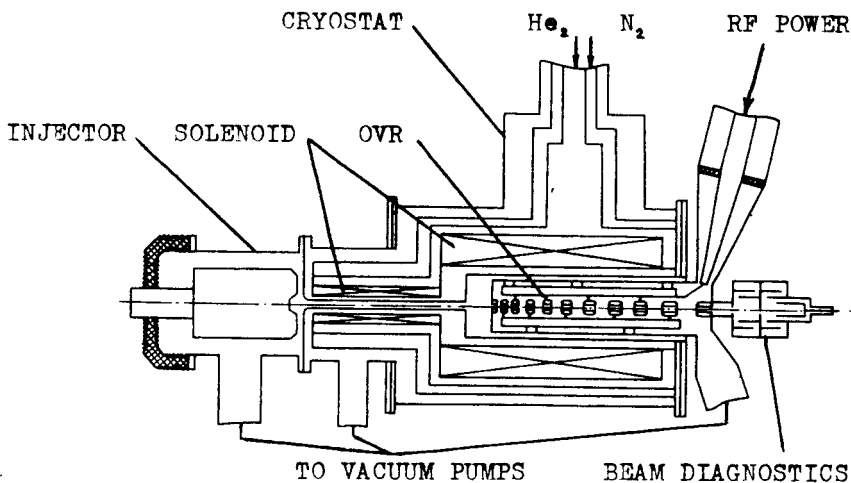 CRYOSTAT He₂ N₂ RF POWER
INJECTOR SOLENOID OVR
TO VACUUM PUMPS BEAM DIAGNOSTICS